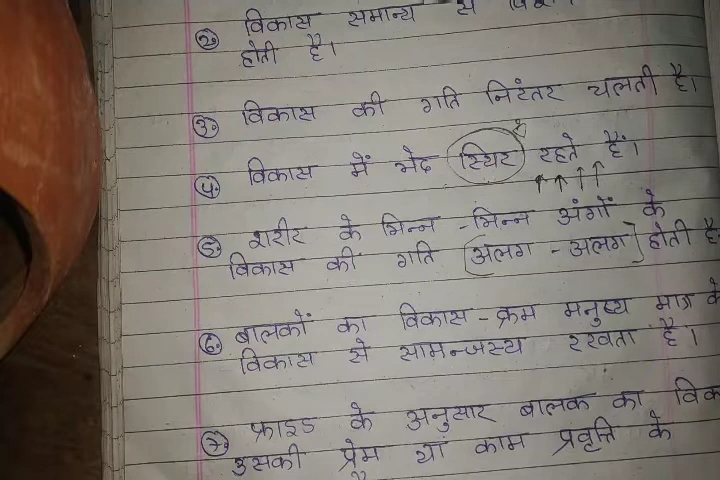 ② विकास समान्य से
होती है।
③ विकास की गति निरंतर चलती है।
④ विकास में भेद स्थिर रहते हैं।
⑤ शरीर के भिन्न - भिन्न अंगों के
विकास की गति [अलग - अलग] होती है
⑥ बालकों का विकास - क्रम मनुष्य मात्र के
विकास से सामन्जस्य रखता है।
⑦ फ्राइड के अनुसार बालक का विक
उसकी प्रेम या काम प्रवृत्ति के